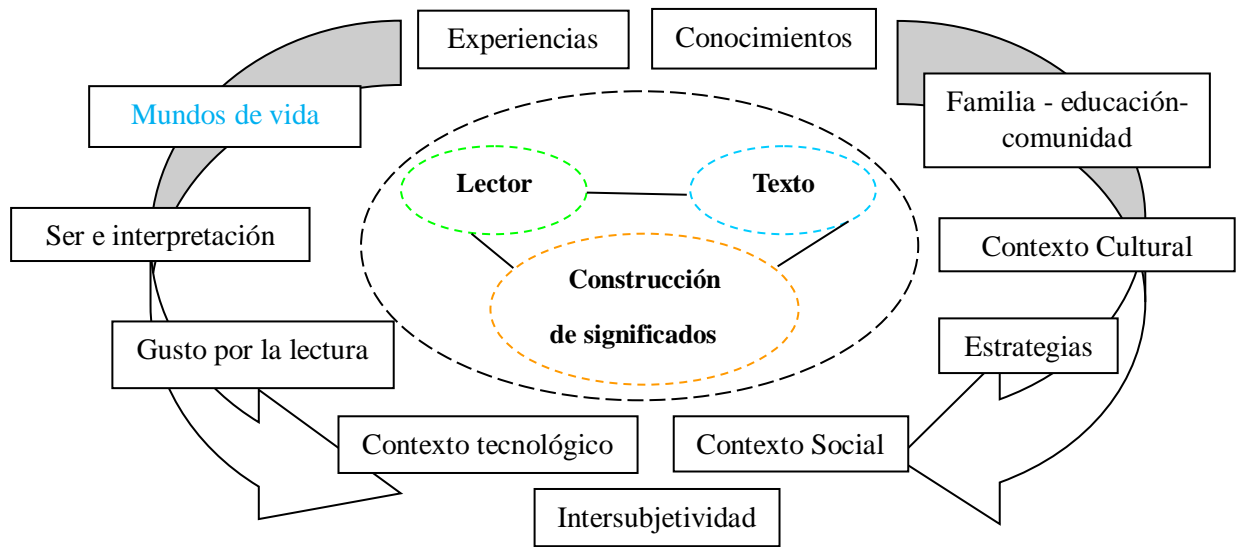 Experiencias
Conocimientos
Mundos de vida
Familia - educación-
comunidad
Lector
Texto
Ser e interpretación
Contexto Cultural
Construcción
de significados
Gusto por la lectura
Estrategias
Contexto tecnológico
Contexto Social
Intersubjetividad